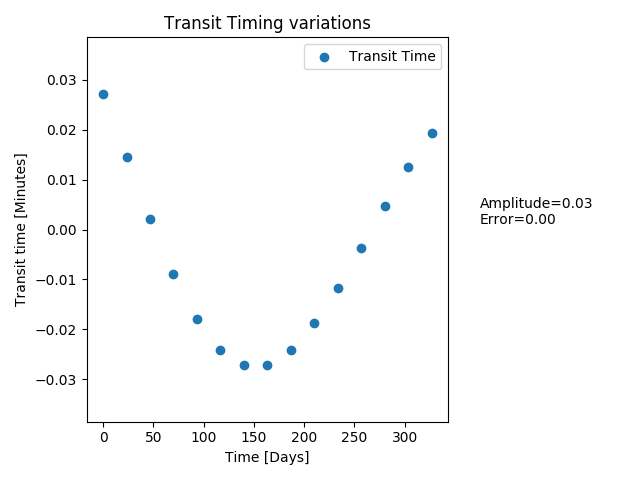 Transit Timing variations
Transit Time
0.03
0.02
0.01
0.00
−0.01
−0.02
−0.03
Transit time [Minutes]
0
50
100
150
200
250
300
Time [Days]
Amplitude=0.03
Error=0.00